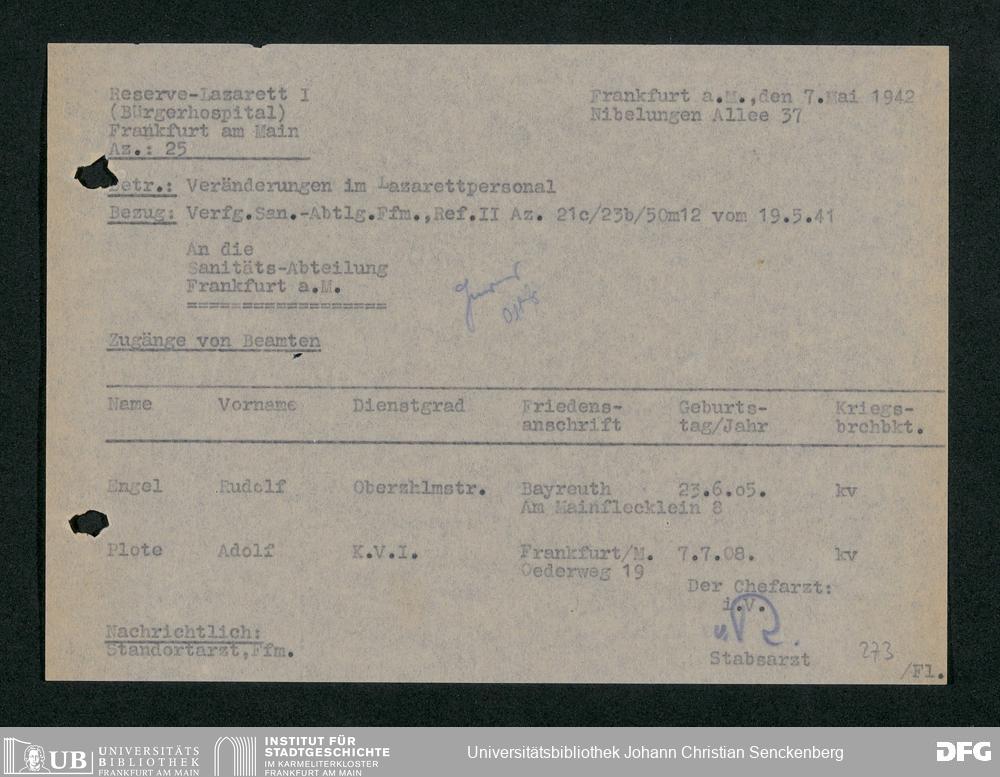 Reserve-Lazarett I
(Bürgerhospital)
Frankfurt am Main
Az.: 25
Frankfurt a.M.,den 7.Mai 1942
Nibelungen Allee 37
Betr.: Veränderungen im Lazarettpersonal
Bezug: Verfg.San.-Abtlg.Ffm.,Ref.II Az. 21c/23b/50m12 vom 19.5.41
An die
Sanitäts-Abteilung
Frankfurt a.M.
====================
Zugänge von Beamten
Name Vorname Dienstgrad Friedens- Geburts- Kriegs-
anschrift tag/Jahr brchbkt.
Engel Rudolf Oberzhlmstr. Bayreuth 23.6.o5. kv
Am Mainflecklein 8
Plote Adolf K.V.I. Frankfurt/M. 7.7.08. kv
Oederweg 19
Der Chefarzt:
i.V.
Nachrichtlich:
Standortarzt,Ffm.
Stabsarzt
273
/Fl.
UB UNIVERSITÄTS
BIBLIOTHEK
FRANKFURT AM MAIN
INSTITUT FÜR
STADTGESCHICHTE
IM KARMELITERKLOSTER
FRANKFURT AM MAIN
Universitätsbibliothek Johann Christian Senckenberg
DFG